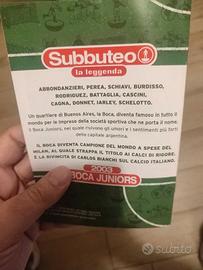 Subbuteo
la leggenda
ABBONDANZIERI, PEREA, SCHIAVI, BURDISSO,
RODRIGUEZ, BATTAGLIA, CASCINI,
CAGNA, DONNET, IARLEY, SCHELOTTO.
Un quartiere di Buenos Aires, la Boca, diventa famoso in tutto il
mondo per le imprese della società sportiva che ne porta il nome:
il Boca Juniors, nel quale rivivono gli umori e i sentimenti più forti
della capitale argentina.
IL BOCA DIVENTA CAMPIONE DEL MONDO A SPESE DEL
MILAN, AL QUALE STRAPPA IL TITOLO AI CALCI DI RIGORE.
È LA RIVINCITA DI CARLOS BIANCHI SUL CALCIO ITALIANO.
2003
BOCA JUNIORS
subito